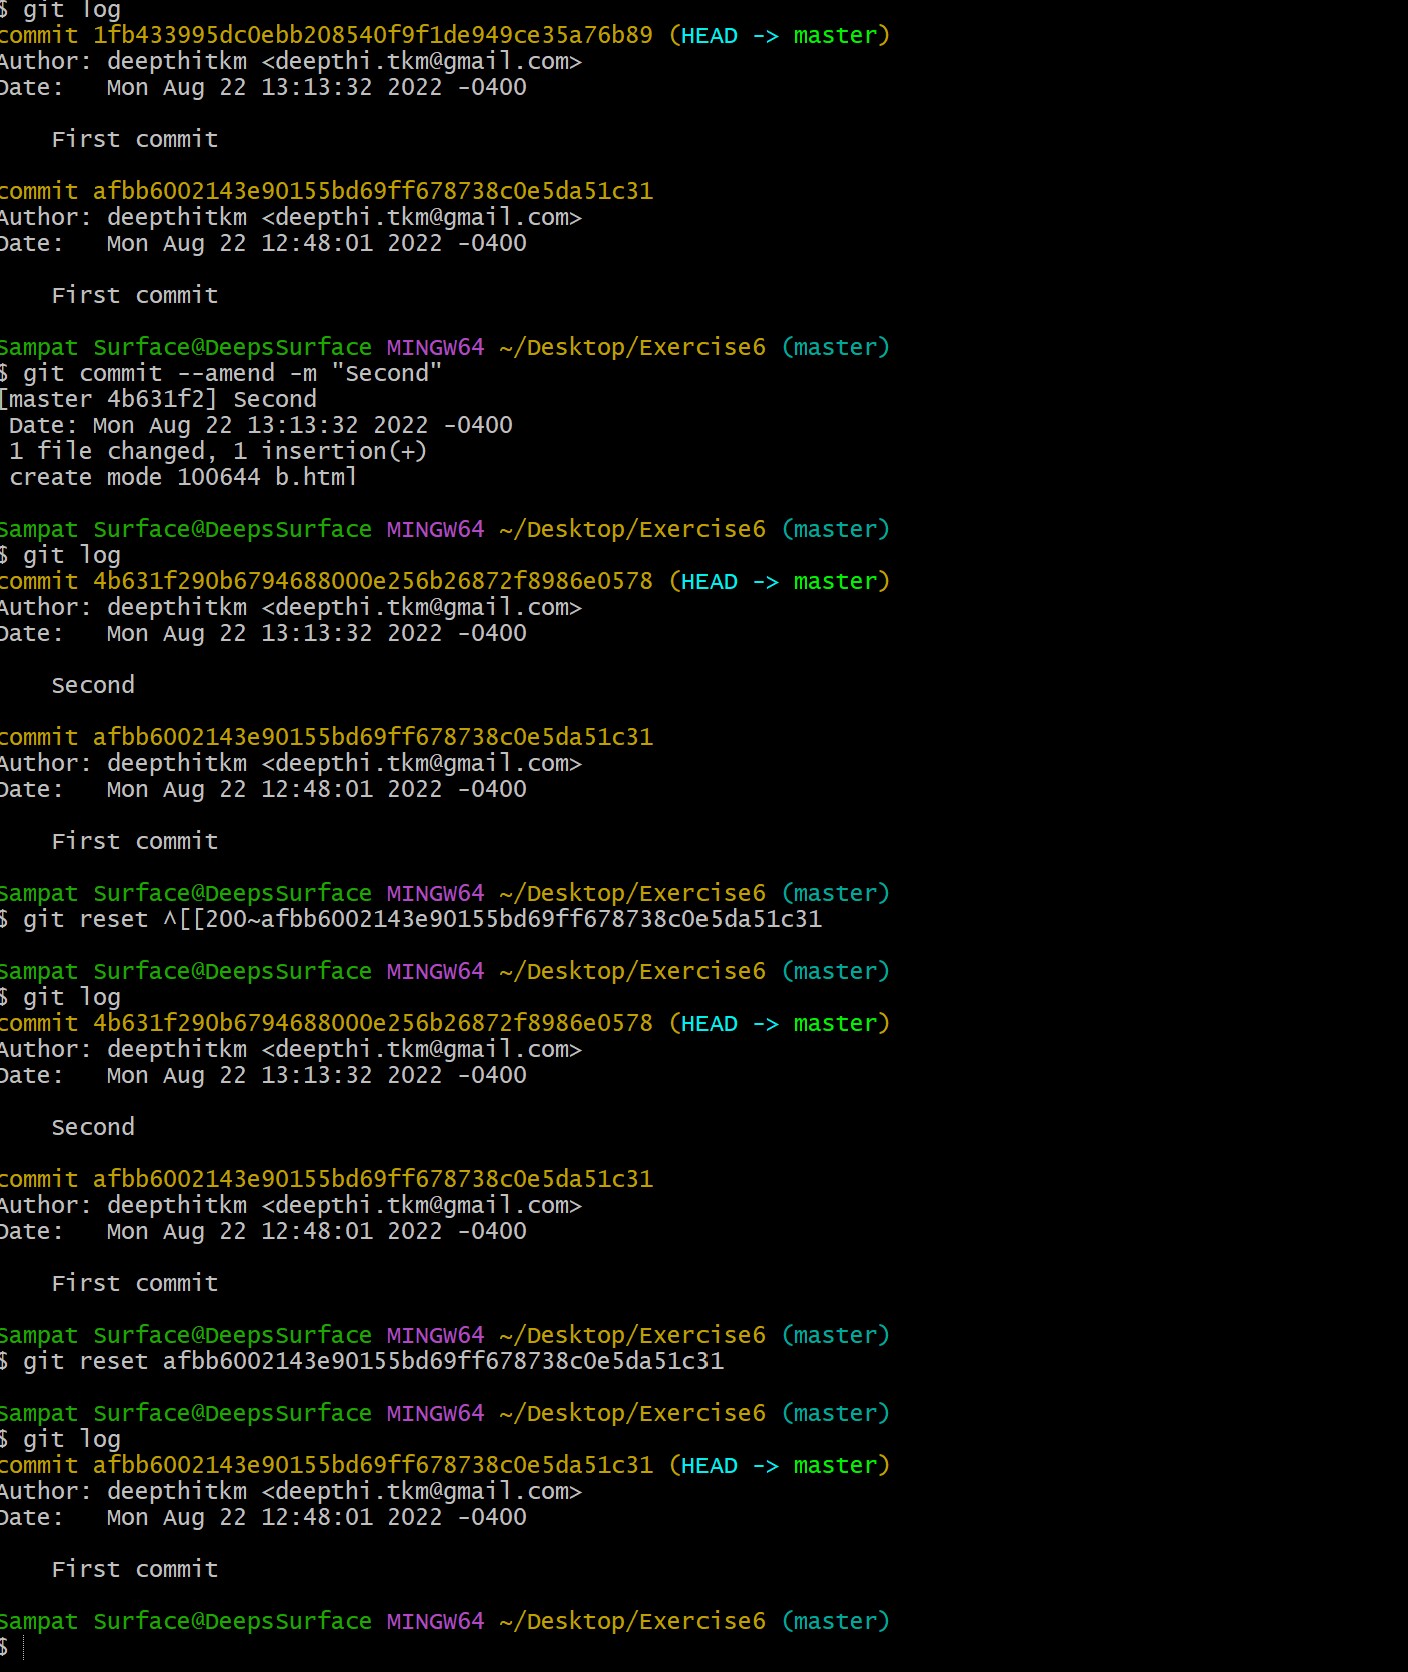 $ git log
commit 1fb433995dc0ebb208540f9f1de949ce35a76b89 (HEAD -> master)
Author: deepthitkm <deepthi.tkm@gmail.com>
Date:   Mon Aug 22 13:13:32 2022 -0400
    First commit
commit afbb6002143e90155bd69ff678738c0e5da51c31
Author: deepthitkm <deepthi.tkm@gmail.com>
Date:   Mon Aug 22 12:48:01 2022 -0400
    First commit
Sampat Surface@DeepsSurface MINGW64 ~/Desktop/Exercise6 (master)
$ git commit --amend -m "Second"
[master 4b631f2] Second
 Date: Mon Aug 22 13:13:32 2022 -0400
 1 file changed, 1 insertion(+)
 create mode 100644 b.html
Sampat Surface@DeepsSurface MINGW64 ~/Desktop/Exercise6 (master)
$ git log
commit 4b631f290b6794688000e256b26872f8986e0578 (HEAD -> master)
Author: deepthitkm <deepthi.tkm@gmail.com>
Date:   Mon Aug 22 13:13:32 2022 -0400
    Second
commit afbb6002143e90155bd69ff678738c0e5da51c31
Author: deepthitkm <deepthi.tkm@gmail.com>
Date:   Mon Aug 22 12:48:01 2022 -0400
    First commit
Sampat Surface@DeepsSurface MINGW64 ~/Desktop/Exercise6 (master)
$ git reset ^[[200~afbb6002143e90155bd69ff678738c0e5da51c31
Sampat Surface@DeepsSurface MINGW64 ~/Desktop/Exercise6 (master)
$ git log
commit 4b631f290b6794688000e256b26872f8986e0578 (HEAD -> master)
Author: deepthitkm <deepthi.tkm@gmail.com>
Date:   Mon Aug 22 13:13:32 2022 -0400
    Second
commit afbb6002143e90155bd69ff678738c0e5da51c31
Author: deepthitkm <deepthi.tkm@gmail.com>
Date:   Mon Aug 22 12:48:01 2022 -0400
    First commit
Sampat Surface@DeepsSurface MINGW64 ~/Desktop/Exercise6 (master)
$ git reset afbb6002143e90155bd69ff678738c0e5da51c31
Sampat Surface@DeepsSurface MINGW64 ~/Desktop/Exercise6 (master)
$ git log
commit afbb6002143e90155bd69ff678738c0e5da51c31 (HEAD -> master)
Author: deepthitkm <deepthi.tkm@gmail.com>
Date:   Mon Aug 22 12:48:01 2022 -0400
    First commit
Sampat Surface@DeepsSurface MINGW64 ~/Desktop/Exercise6 (master)
$